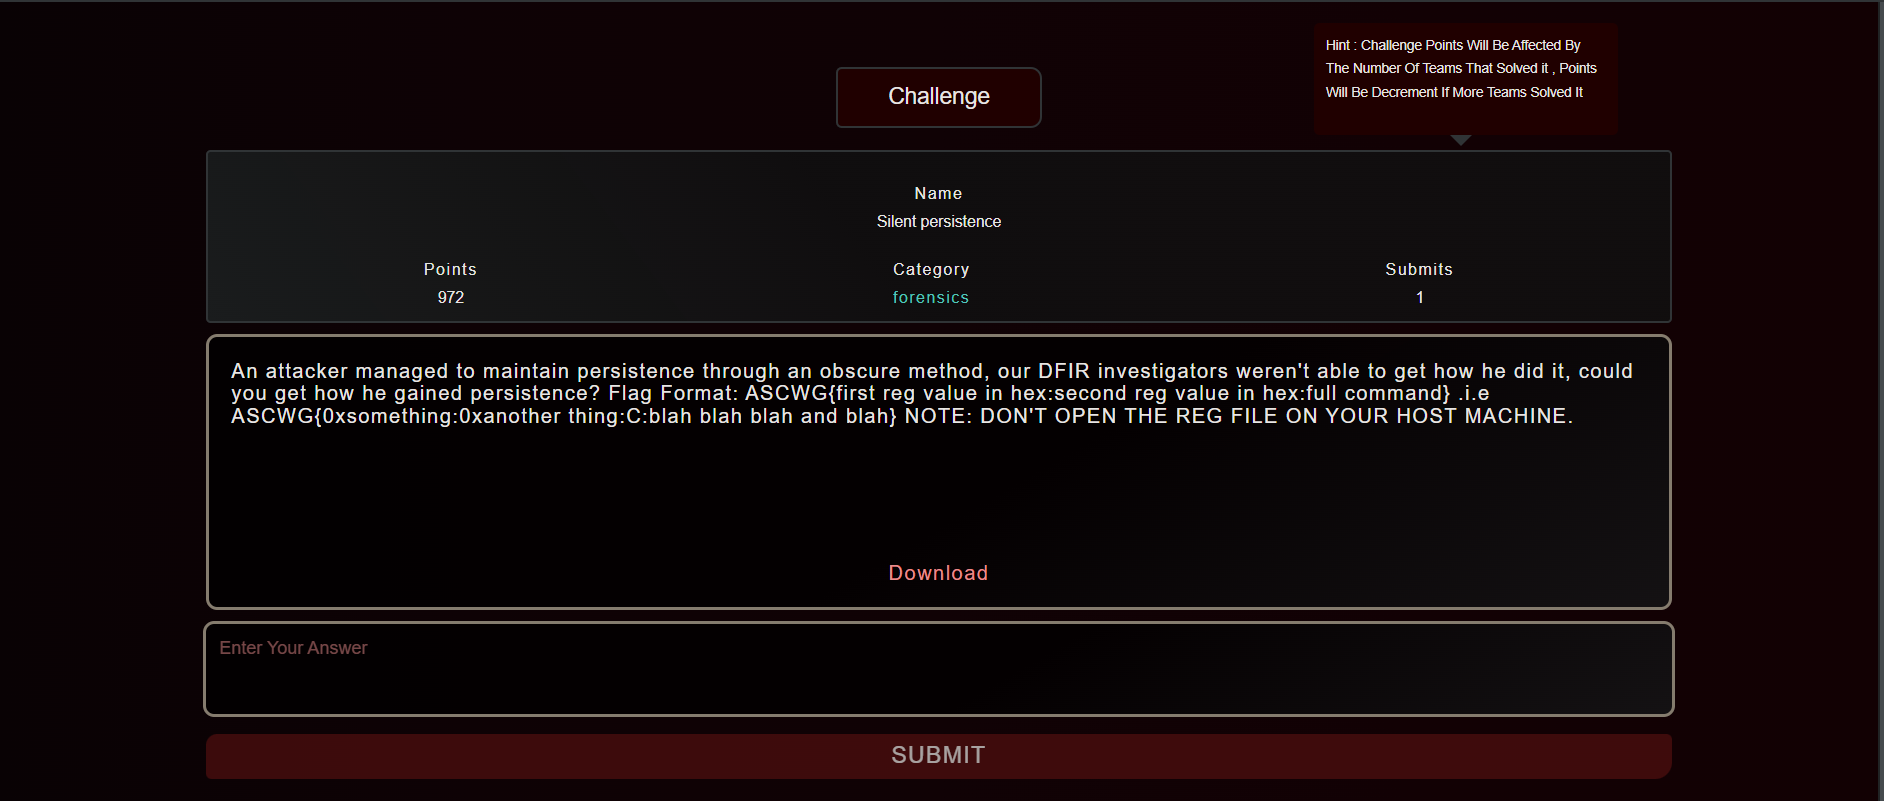 Hint : Challenge Points Will Be Affected By
The Number Of Teams That Solved it , Points
Will Be Decrement If More Teams Solved It
Challenge
Name
Silent persistence
Points
972
Category
forensics
Submits
1
An attacker managed to maintain persistence through an obscure method, our DFIR investigators weren't able to get how he did it, could
you get how he gained persistence? Flag Format: ASCWG{first reg value in hex:second reg value in hex:full command} .i.e
ASCWG{0xsomething:0xanother thing:C:blah blah blah and blah} NOTE: DON'T OPEN THE REG FILE ON YOUR HOST MACHINE.
Download
Enter Your Answer
SUBMIT